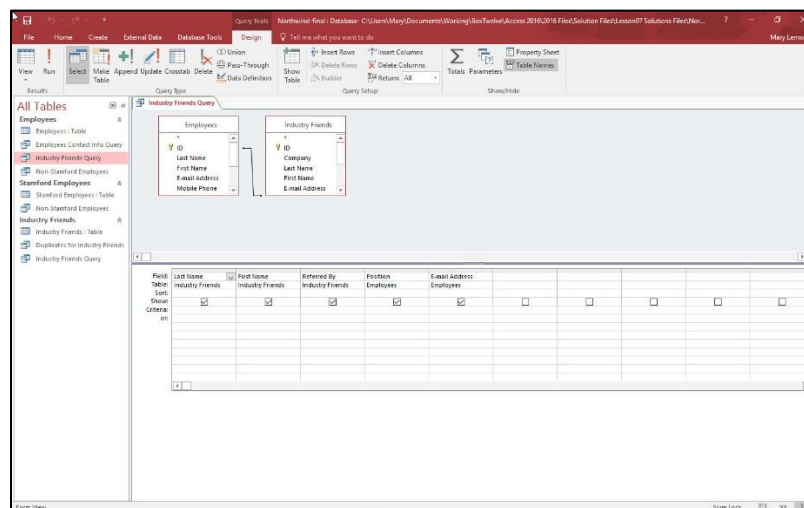 Query Tools Northwind-final : Database- C:\Users\Mary\Documents\Working\BoxTwelve\Access 2016\2016 Files\Solution Files\Lesson07 Solutions Files\Nor... ?
File Home Create External Data Database Tools Design Tell me what you want to do Mary Lemon
View Run Select Make Table Append Update Crosstab Delete
Union
Pass-Through
Data Definition
Show Table
Insert Rows
Delete Rows
Builder
Insert Columns
Delete Columns
Return: All
Totals Parameters
Property Sheet
Table Names
Results Query Type Query Setup Show/Hide
All Tables
Employees
Employees : Table
Employees Contact Info Query
Industry Friends Query
Non-Stamford Employees
Stamford Employees
Stamford Employees : Table
Non-Stamford Employees
Industry Friends
Industry Friends : Table
Duplicates for Industry Friends
Industry Friends Query
Industry Friends Query
Employees
*
ID
Last Name
First Name
E-mail Address
Mobile Phone
Industry Friends
*
ID
Company
Last Name
First Name
E-mail Address
Field: Last Name First Name Referred By Position E-mail Address
Table: Industry Friends Industry Friends Industry Friends Employees Employees
Sort:
Show:
Criteria:
or:
Form View Num Lock